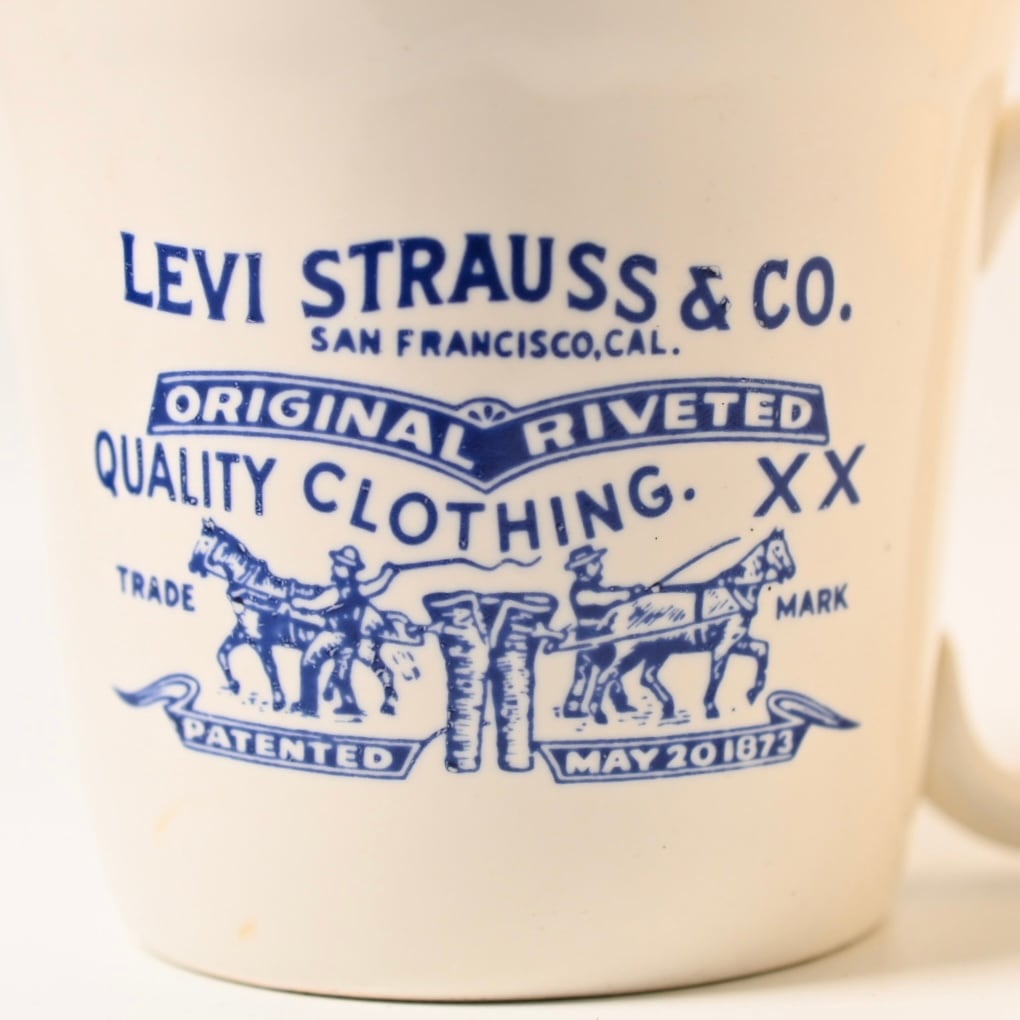 LEVI STRAUSS & CO.
SAN FRANCISCO, CAL.
ORIGINAL RIVETED
QUALITY CLOTHING. XX
TRADE MARK
PATENTED MAY 20 1873